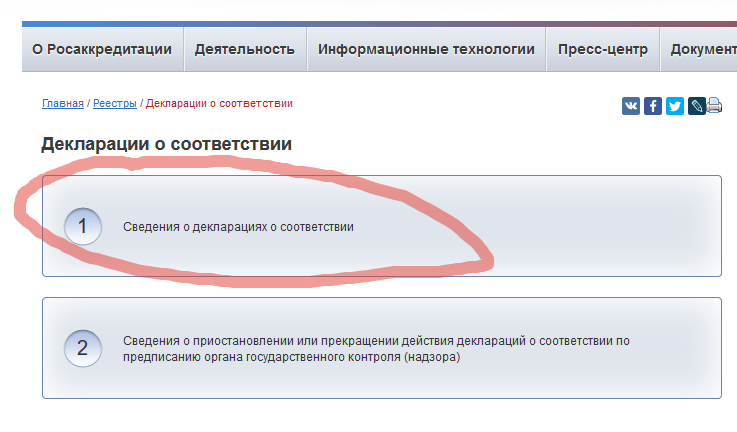 О Росаккредитации Деятельность Информационные технологии Пресс-центр Документ
Главная / Реестры / Декларации о соответствии
Декларации о соответствии
1 Сведения о декларациях о соответствии
2 Сведения о приостановлении или прекращении действия деклараций о соответствии по
предписанию органа государственного контроля (надзора)